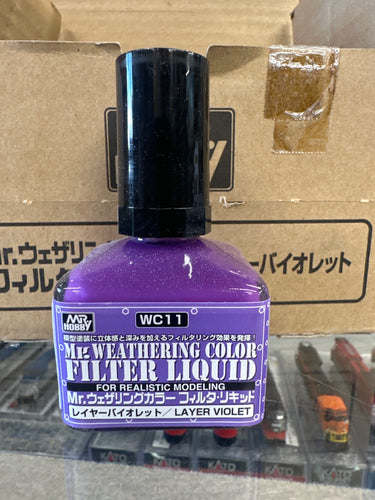 Mr.ウェザリン
フィルタ
バイオレット
MR. HOBBY
WC11
模型塗装に立体感と深みを加えるフィルタリング効果を発揮!
MR. WEATHERING COLOR
FILTER LIQUID
FOR REALISTIC MODELING
Mr.ウェザリングカラー フィルタ・リキッド
レイヤーバイオレット/LAYER VIOLET
KATO
KATO
KATO
KATO